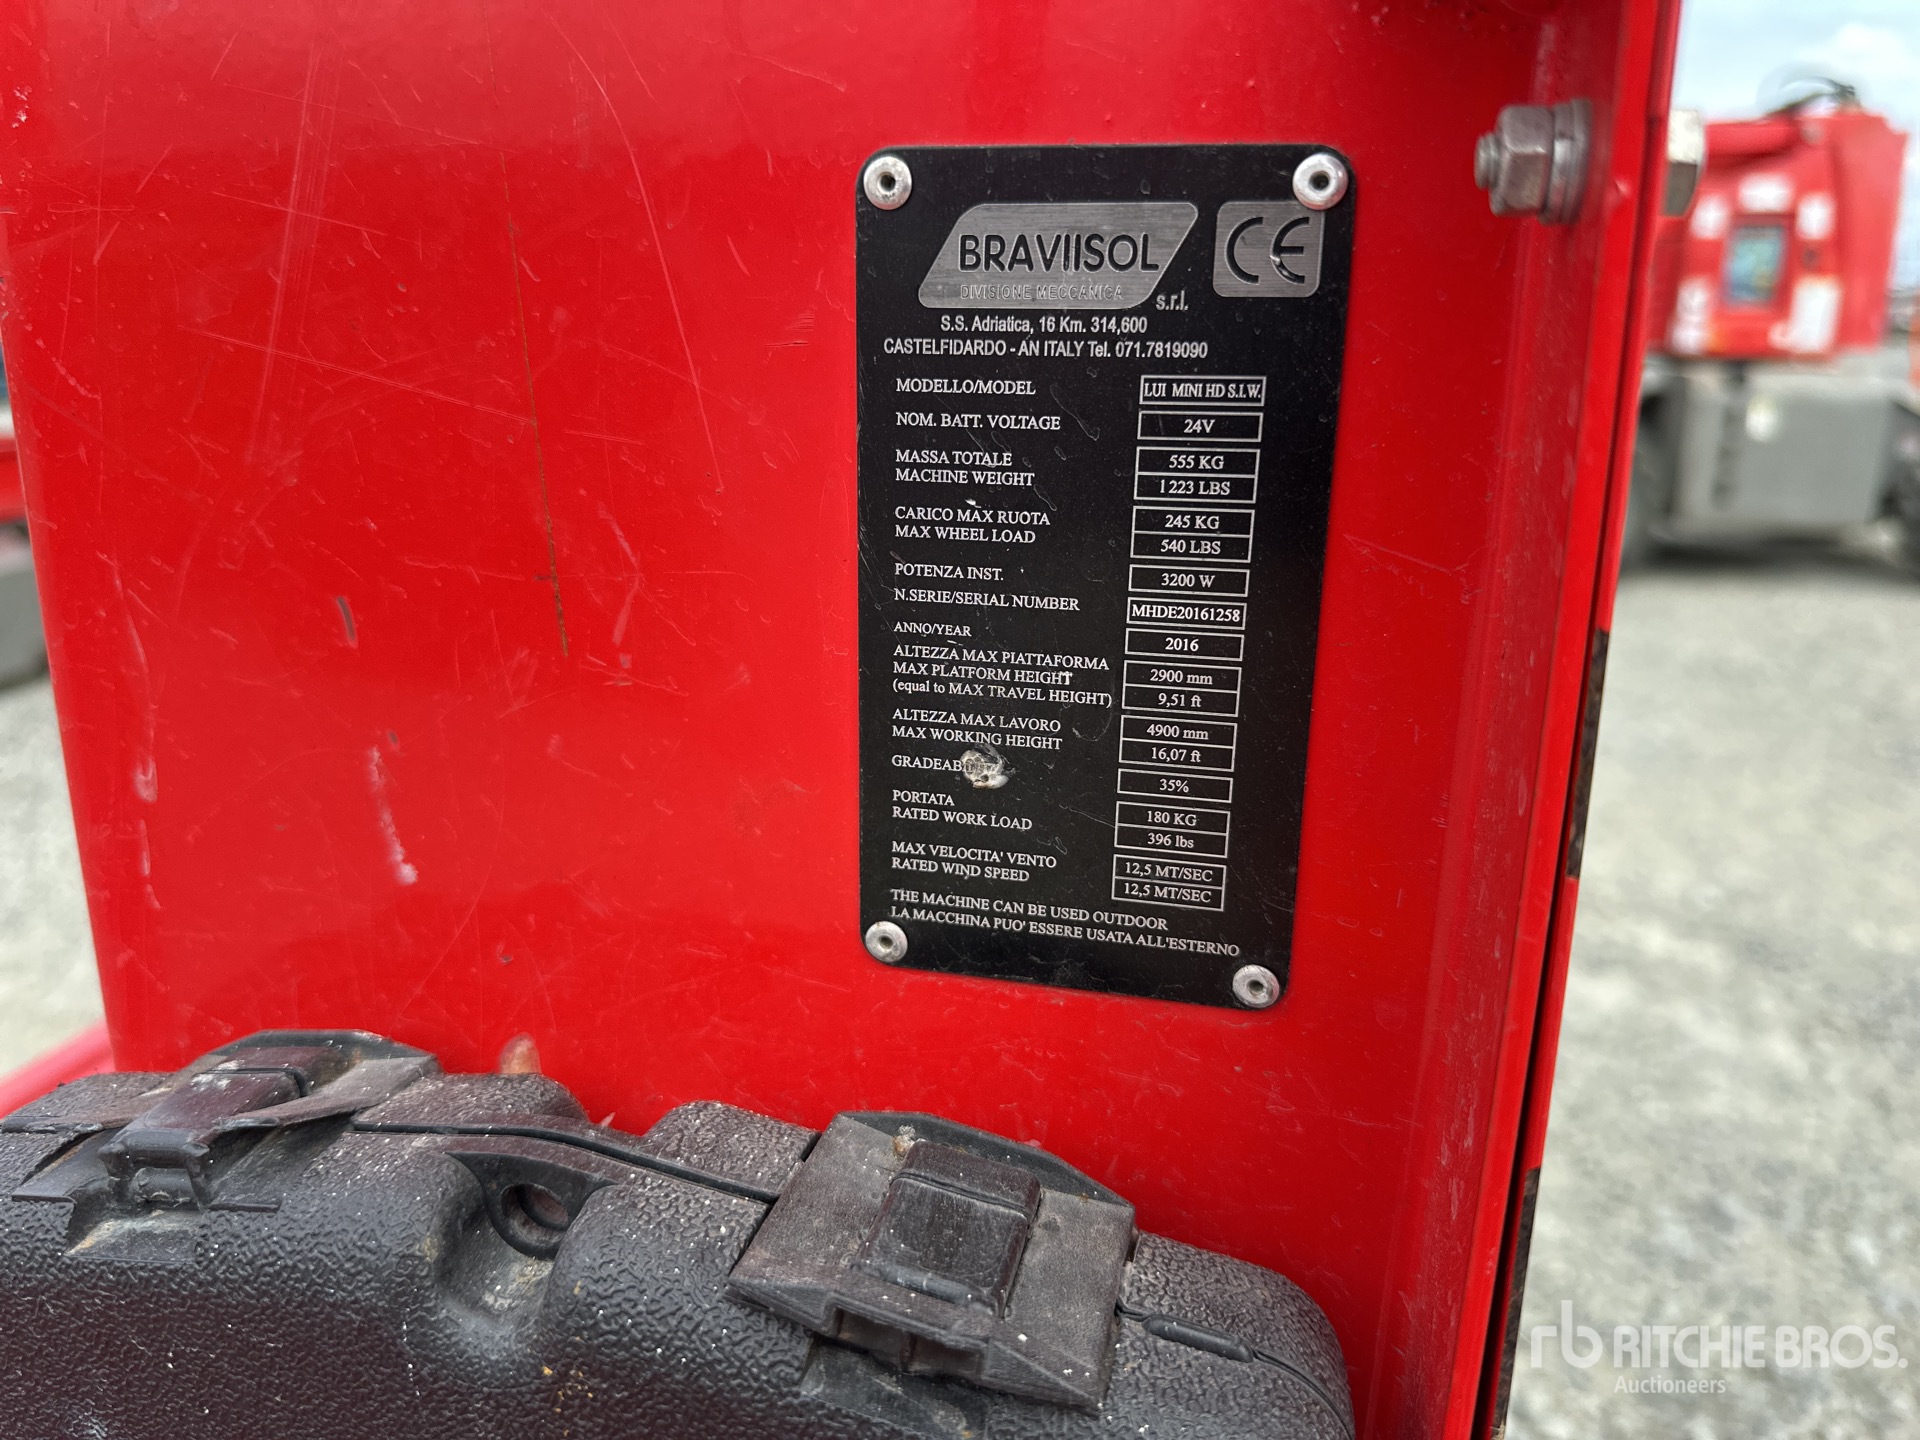 BRAVIISOL
DIVISIONE MECCANICA
s.r.l.
CE
S.S. Adriatica, 16 Km. 314,600
CASTELFIDARDO - AN ITALY Tel. 071.7819090
MODELLO/MODEL LUI MINI HD S.I.W.
NOM. BATT. VOLTAGE 24V
MASSA TOTALE 555 KG
MACHINE WEIGHT 1223 LBS
CARICO MAX RUOTA 245 KG
MAX WHEEL LOAD 540 LBS
POTENZA INST. 3200 W
N.SERIE/SERIAL NUMBER MHDE20161258
ANNO/YEAR 2016
ALTEZZA MAX PIATTAFORMA 2900 mm
MAX PLATFORM HEIGHT
(equal to MAX TRAVEL HEIGHT) 9,51 ft
ALTEZZA MAX LAVORO 4900 mm
MAX WORKING HEIGHT 16,07 ft
35%
PORTATA 180 KG
RATED WORK LOAD 396 lbs
MAX VELOCITA' VENTO 12,5 MT/SEC
RATED WIND SPEED 12,5 MT/SEC
THE MACHINE CAN BE USED OUTDOOR
LA MACCHINA PUO' ESSERE USATA ALL'ESTERNO
rb RITCHIE BROS.
Auctioneers